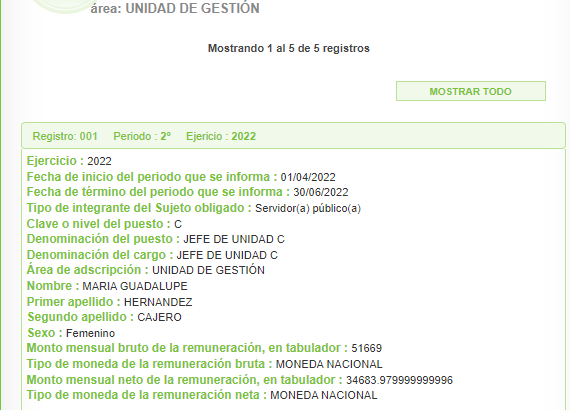 área: UNIDAD DE GESTIÓN
Mostrando 1 al 5 de 5 registros
MOSTRAR TODO
Registro: 001 Periodo : 2º Ejericio : 2022
Ejercicio : 2022
Fecha de inicio del periodo que se informa : 01/04/2022
Fecha de término del periodo que se informa : 30/06/2022
Tipo de integrante del Sujeto obligado : Servidor(a) público(a)
Clave o nivel del puesto : C
Denominación del puesto : JEFE DE UNIDAD C
Denominación del cargo : JEFE DE UNIDAD C
Área de adscripción : UNIDAD DE GESTIÓN
Nombre : MARIA GUADALUPE
Primer apellido : HERNANDEZ
Segundo apellido : CAJERO
Sexo : Femenino
Monto mensual bruto de la remuneración, en tabulador : 51669
Tipo de moneda de la remuneración bruta : MONEDA NACIONAL
Monto mensual neto de la remuneración, en tabulador : 34683.979999999996
Tipo de moneda de la remuneración neta : MONEDA NACIONAL